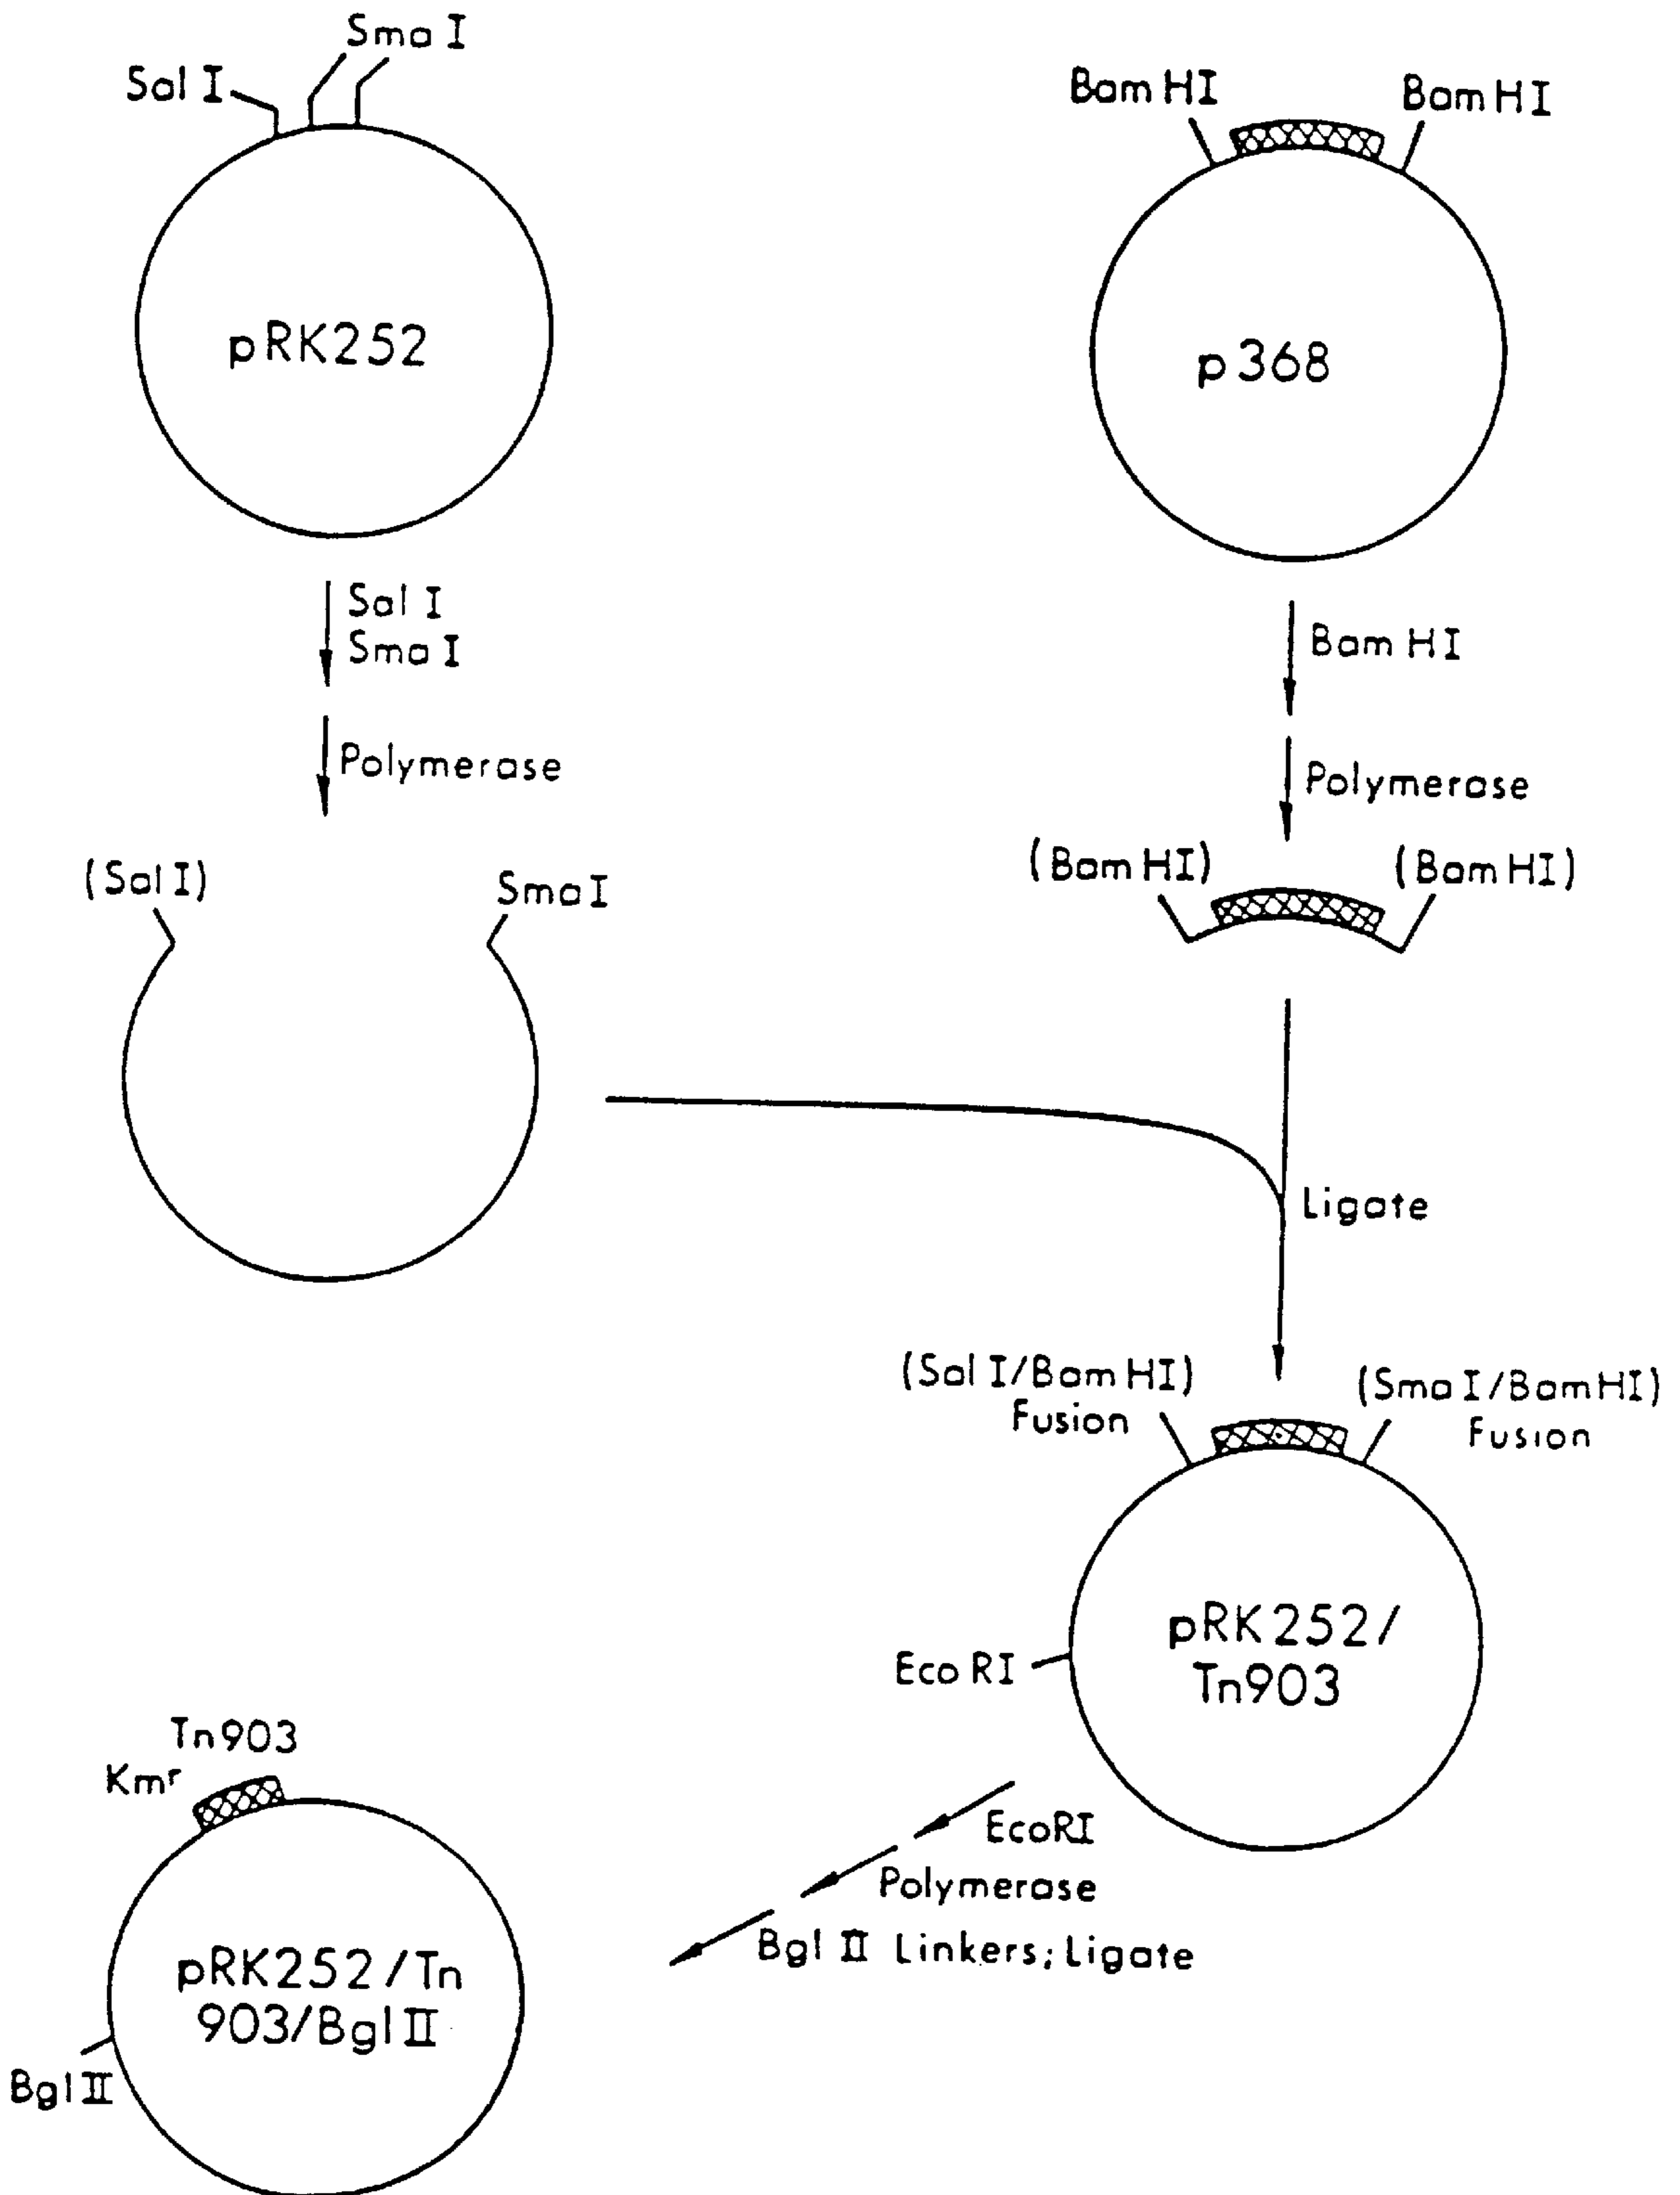 Sma I
Sal I
Bam HI
Bam HI
pRK252
p368
Sal I
Sma I
Bam HI
Polymerase
Polymerase
(Sal I)
Sma I
(Bam HI)
(Bam HI)
Ligate
(Sal I/Bam HI)
Fusion
(Sma I/Bam HI)
Fusion
pRK252/
Tn903
Eco RI
Tn903
Kmr
EcoRI
Polymerase
Bgl II Linkers; Ligate
pRK252/Tn
903/Bgl II
Bgl II